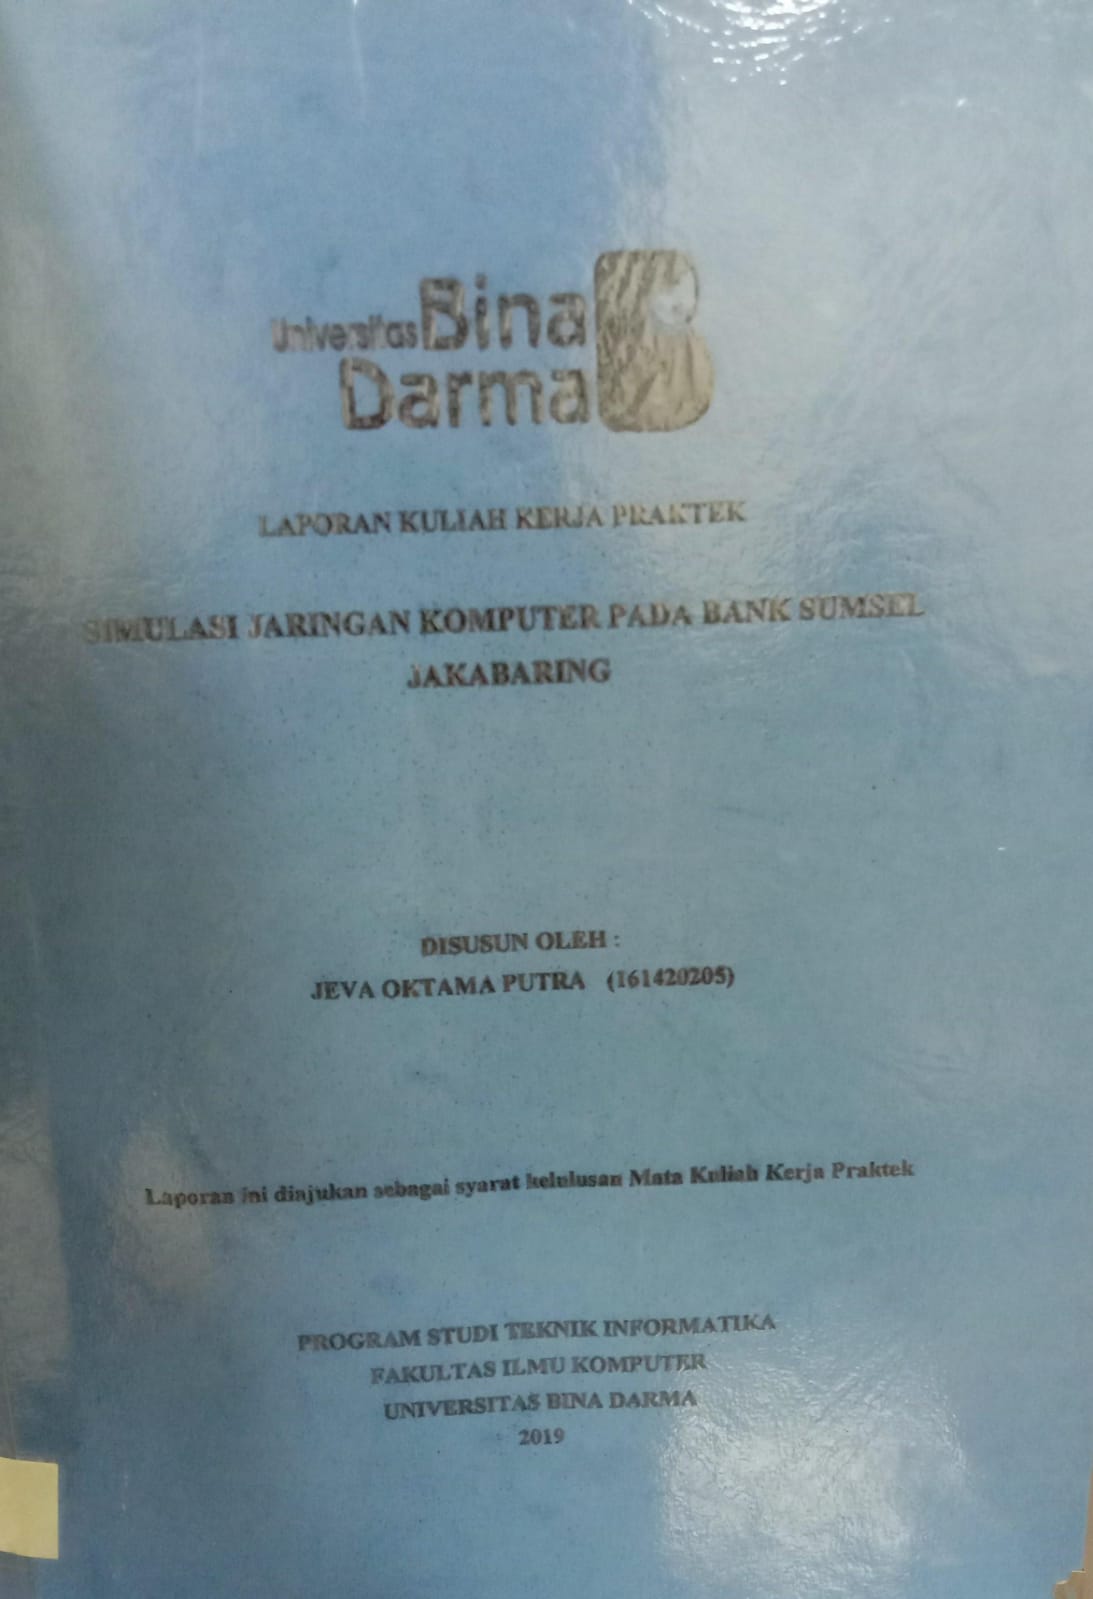 Universitas Bina
Darma
LAPORAN KULIAH KERJA PRAKTEK
SIMULASI JARINGAN KOMPUTER PADA BANK SUMSEL
JAKABARING
DISUSUN OLEH :
JEVA OKTAMA PUTRA (161420205)
Laporan ini diajukan sebagai syarat kelulusan Mata Kuliah Kerja Praktek
PROGRAM STUDI TEKNIK INFORMATIKA
FAKULTAS ILMU KOMPUTER
UNIVERSITAS BINA DARMA
2019